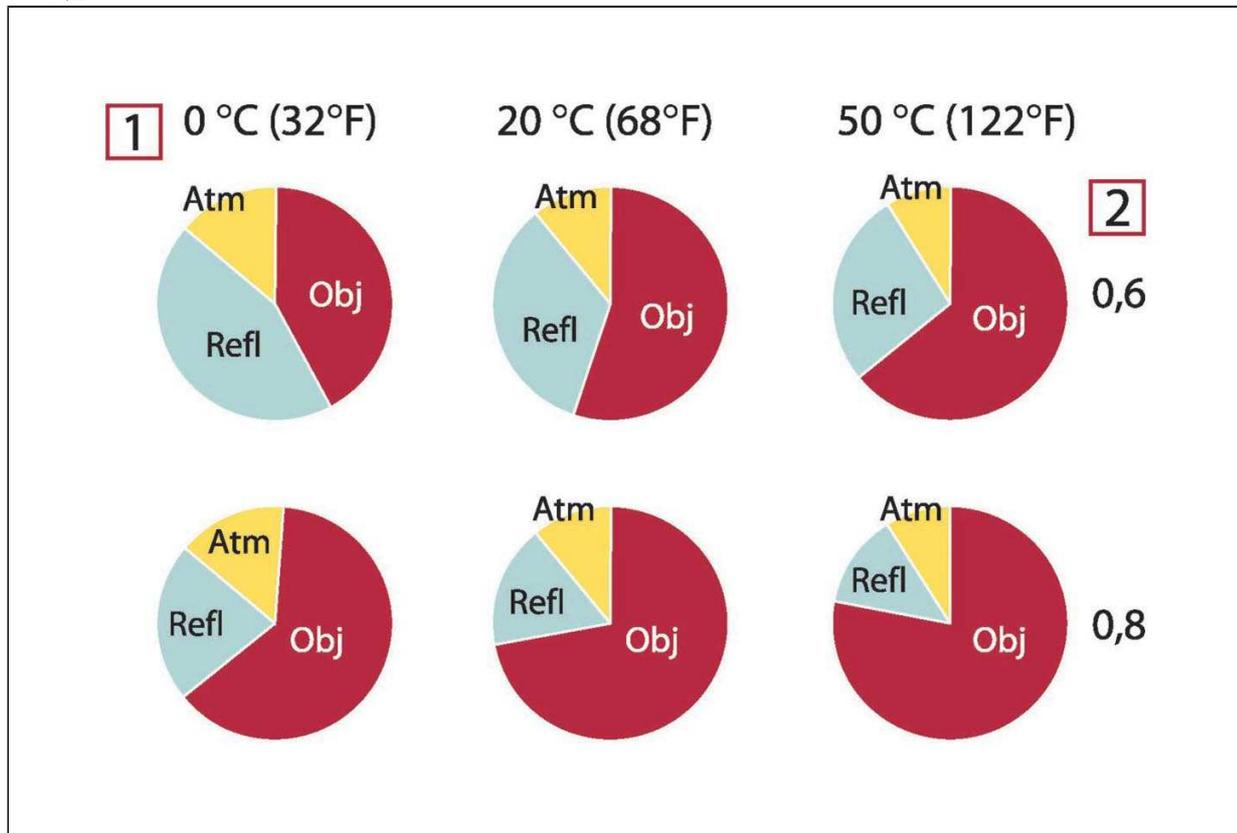 1 0 °C (32°F) 20 °C (68°F) 50 °C (122°F)
Atm Atm Atm 2
Obj Refl Obj Refl Refl Obj 0,6
Atm Atm Atm
Refl Obj Refl Obj Refl Obj 0,8